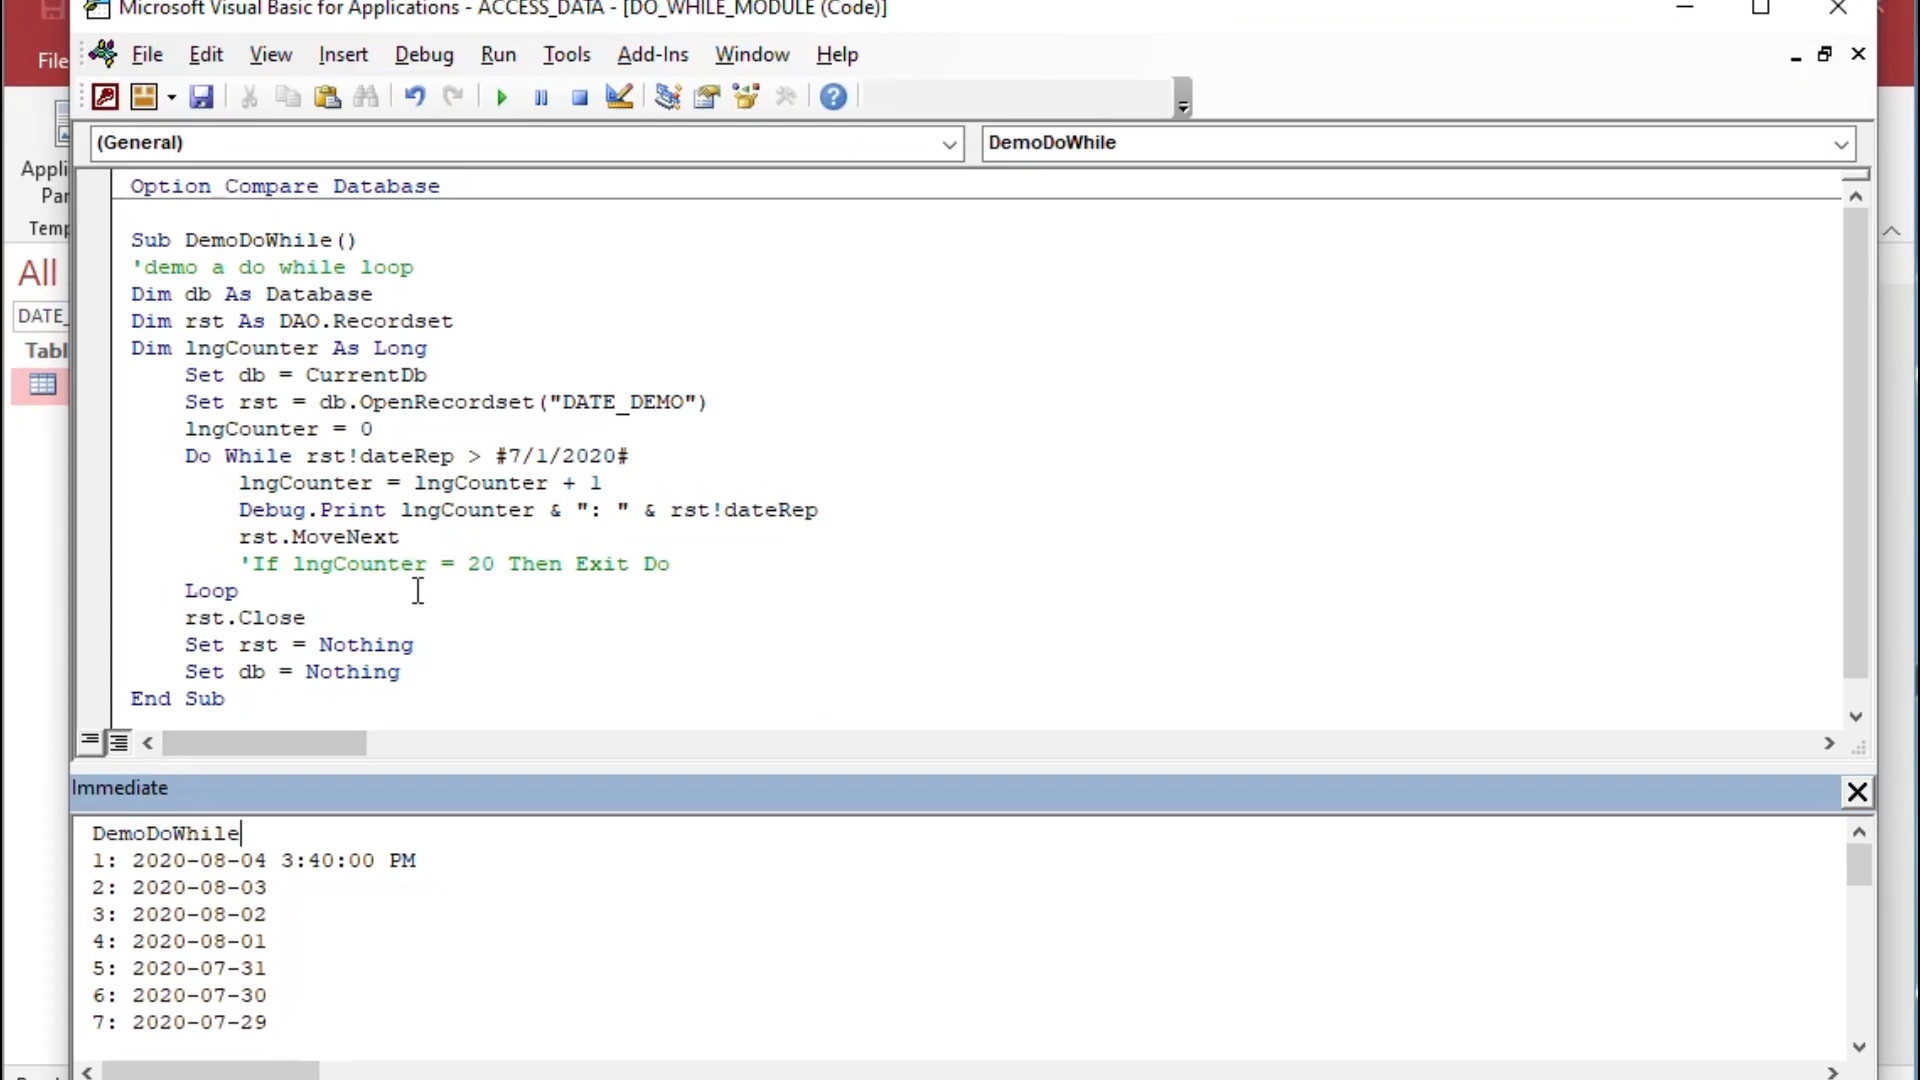 Microsoft Visual Basic for Applications - ACCESS_DATA - [DO_WHILE_MODULE (Code)]
File Edit View Insert Debug Run Tools Add-Ins Window Help
File
(General) DemoDoWhile
Appli
Par
Temp
All
DATE_
Tabl
Option Compare Database
Sub DemoDoWhile()
'demo a do while loop
Dim db As Database
Dim rst As DAO.Recordset
Dim lngCounter As Long
Set db = CurrentDb
Set rst = db.OpenRecordset("DATE_DEMO")
lngCounter = 0
Do While rst!dateRep > #7/1/2020#
lngCounter = lngCounter + 1
Debug.Print lngCounter & ": " & rst!dateRep
rst.MoveNext
'If lngCounter = 20 Then Exit Do
Loop
rst.Close
Set rst = Nothing
Set db = Nothing
End Sub
Immediate
DemoDoWhile
1: 2020-08-04 3:40:00 PM
2: 2020-08-03
3: 2020-08-02
4: 2020-08-01
5: 2020-07-31
6: 2020-07-30
7: 2020-07-29